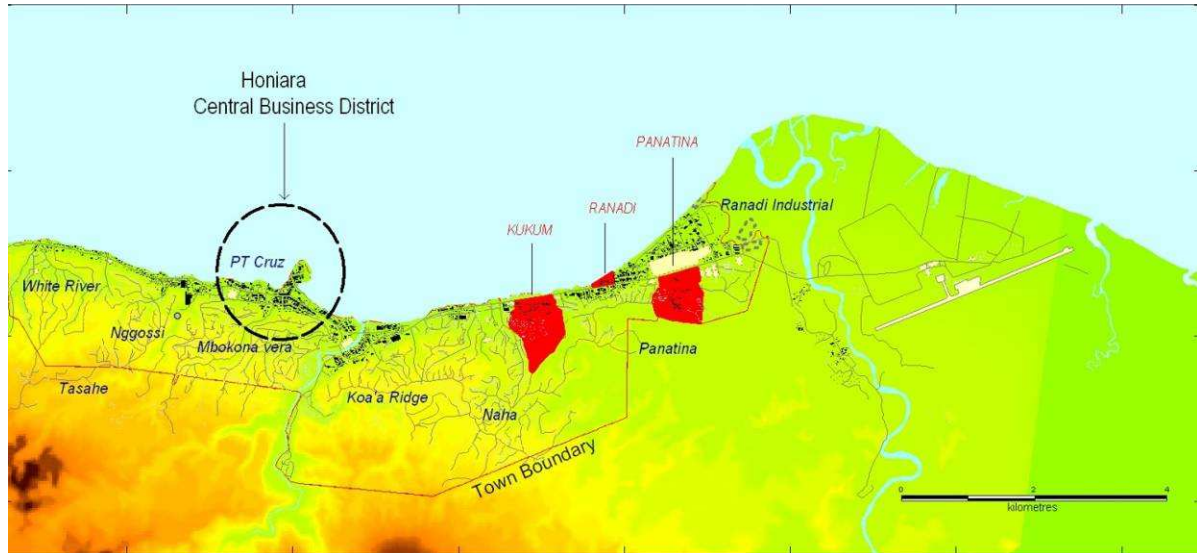 Honiara
Central Business District
PANATINA
RANADI
Ranadi Industrial
KUKUM
PT Cruz
White River
Nggossi
Mbokona vera
Panatina
Tasahe
Koa'a Ridge
Naha
Town Boundary
0 2 4
kilometres